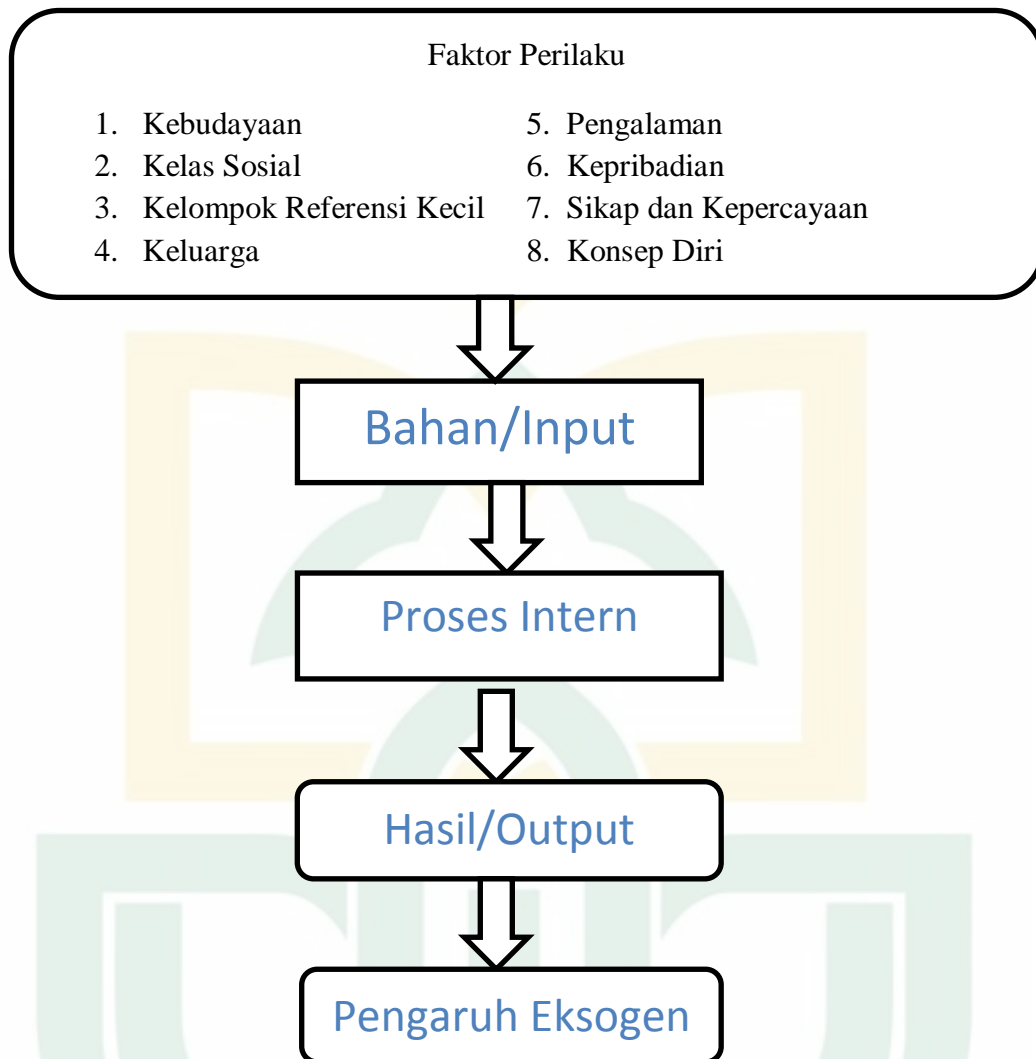 Faktor Perilaku
1. Kebudayaan
2. Kelas Sosial
3. Kelompok Referensi Kecil
4. Keluarga
5. Pengalaman
6. Kepribadian
7. Sikap dan Kepercayaan
8. Konsep Diri
Bahan/Input
Proses Intern
Hasil/Output
Pengaruh Eksogen